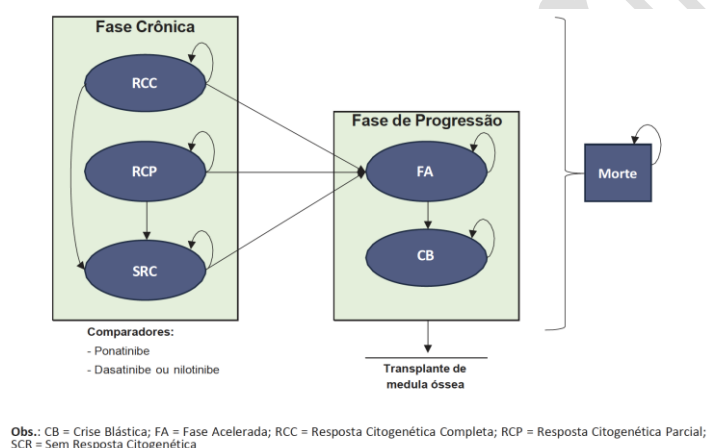 Fase Crônica
RCC
RCP
SRC
Comparadores:
- Ponatinibe
- Dasatinibe ou nilotinibe
Fase de Progressão
FA
CB
Transplante de
medula óssea
Morte
Obs.: CB = Crise Blástica; FA = Fase Acelerada; RCC = Resposta Citogenética Completa; RCP = Resposta Citogenética Parcial;
SCR = Sem Resposta Citogenética